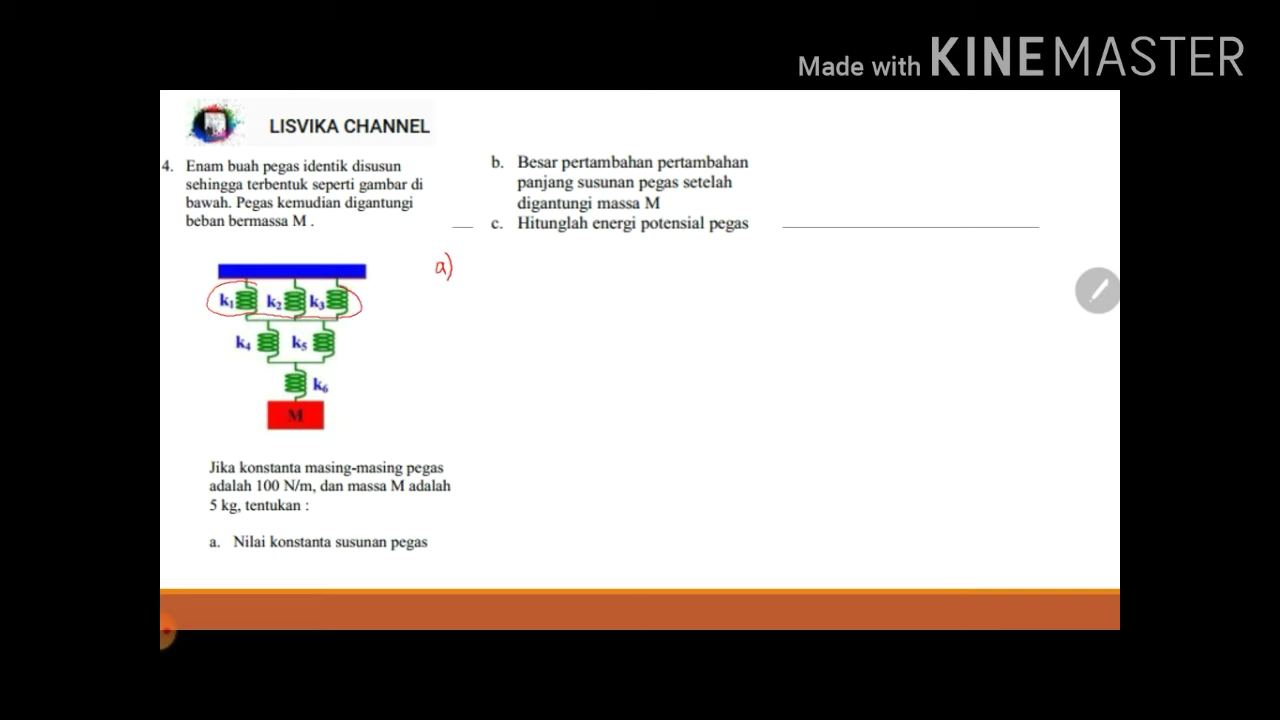 Made with KINEMASTER
LISVIKA CHANNEL
4. Enam buah pegas identik disusun
sehingga terbentuk seperti gambar di
bawah. Pegas kemudian digantungi
beban bermassa M .
k₁ k₂ k₃
k₄ k₅
k₆
M
Jika konstanta masing-masing pegas
adalah 100 N/m, dan massa M adalah
5 kg, tentukan :
a. Nilai konstanta susunan pegas
b. Besar pertambahan pertambahan
panjang susunan pegas setelah
digantungi massa M
c. Hitunglah energi potensial pegas
a)